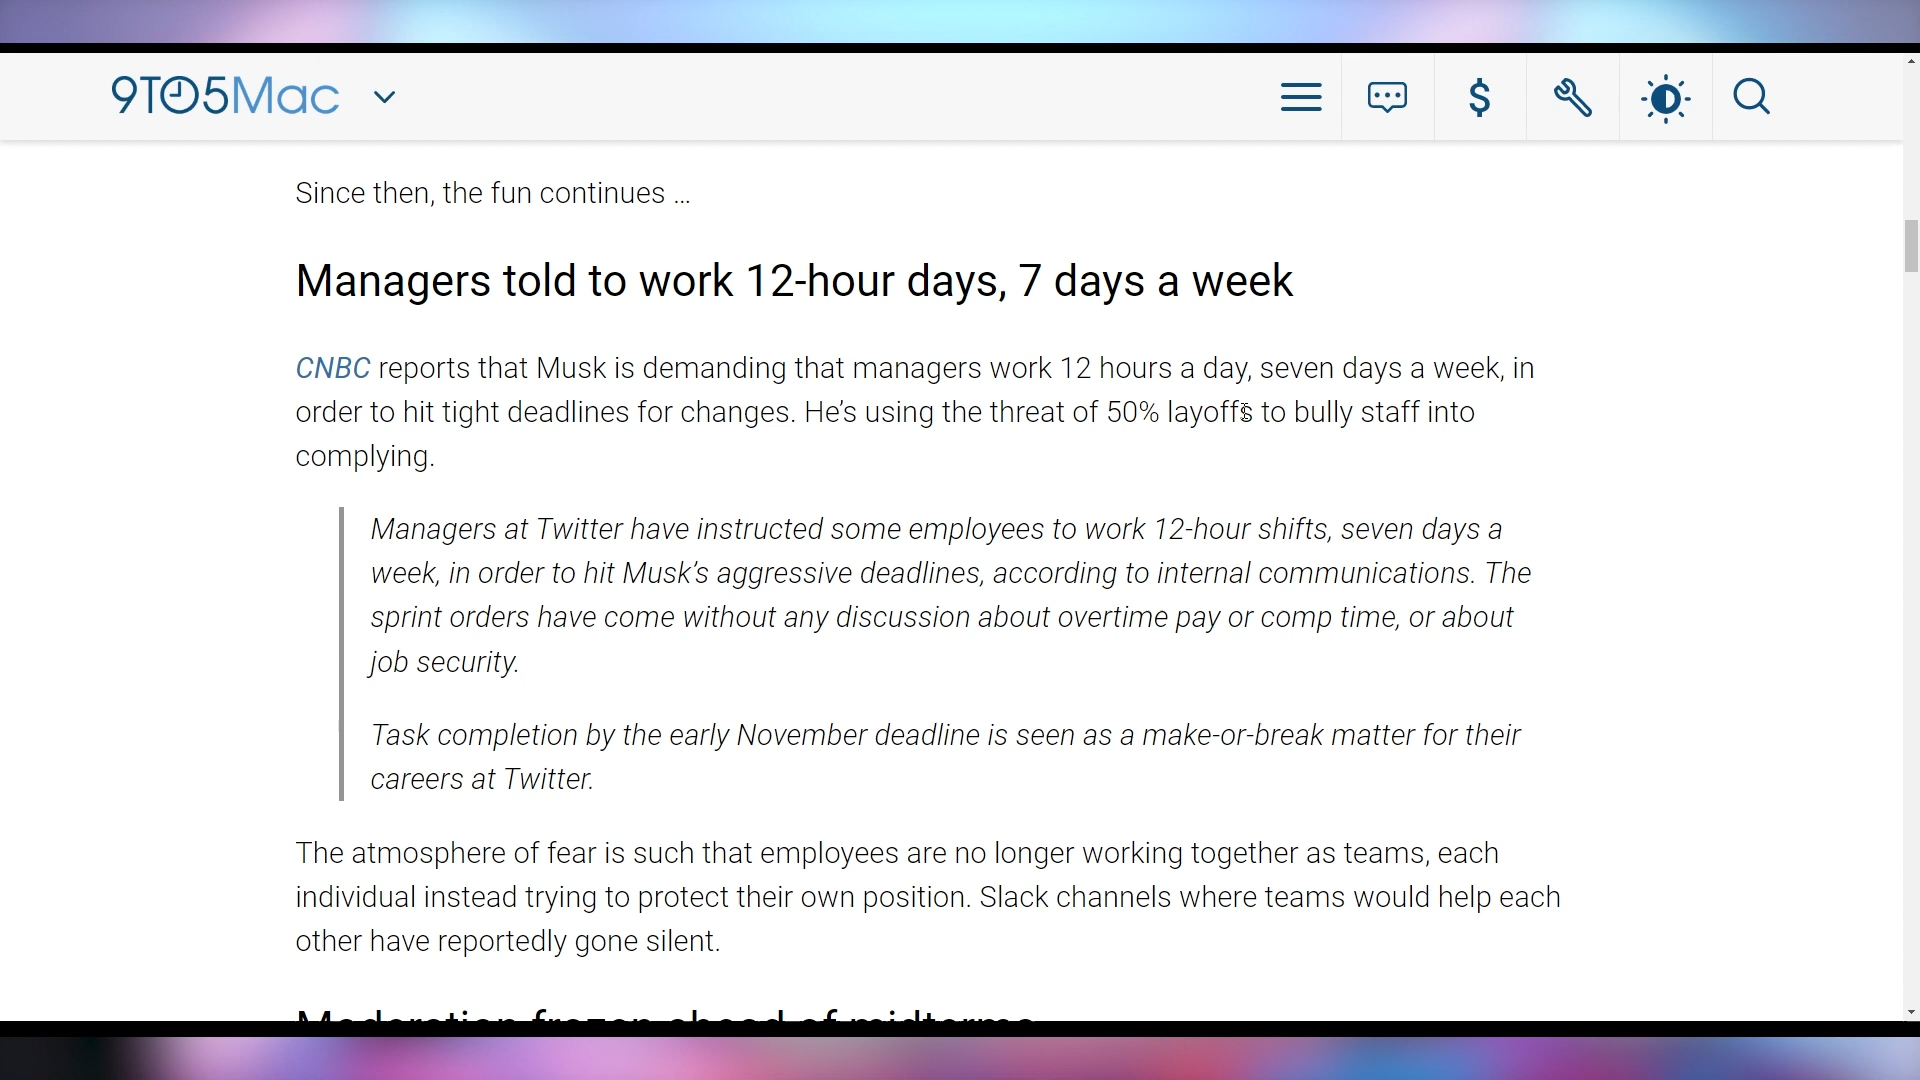 9TO5Mac
Since then, the fun continues …
Managers told to work 12-hour days, 7 days a week
CNBC reports that Musk is demanding that managers work 12 hours a day, seven days a week, in
order to hit tight deadlines for changes. He’s using the threat of 50% layoffs to bully staff into
complying.
Managers at Twitter have instructed some employees to work 12-hour shifts, seven days a
week, in order to hit Musk’s aggressive deadlines, according to internal communications. The
sprint orders have come without any discussion about overtime pay or comp time, or about
job security.
Task completion by the early November deadline is seen as a make-or-break matter for their
careers at Twitter.
The atmosphere of fear is such that employees are no longer working together as teams, each
individual instead trying to protect their own position. Slack channels where teams would help each
other have reportedly gone silent.
Moderation frozen ahead of midterms